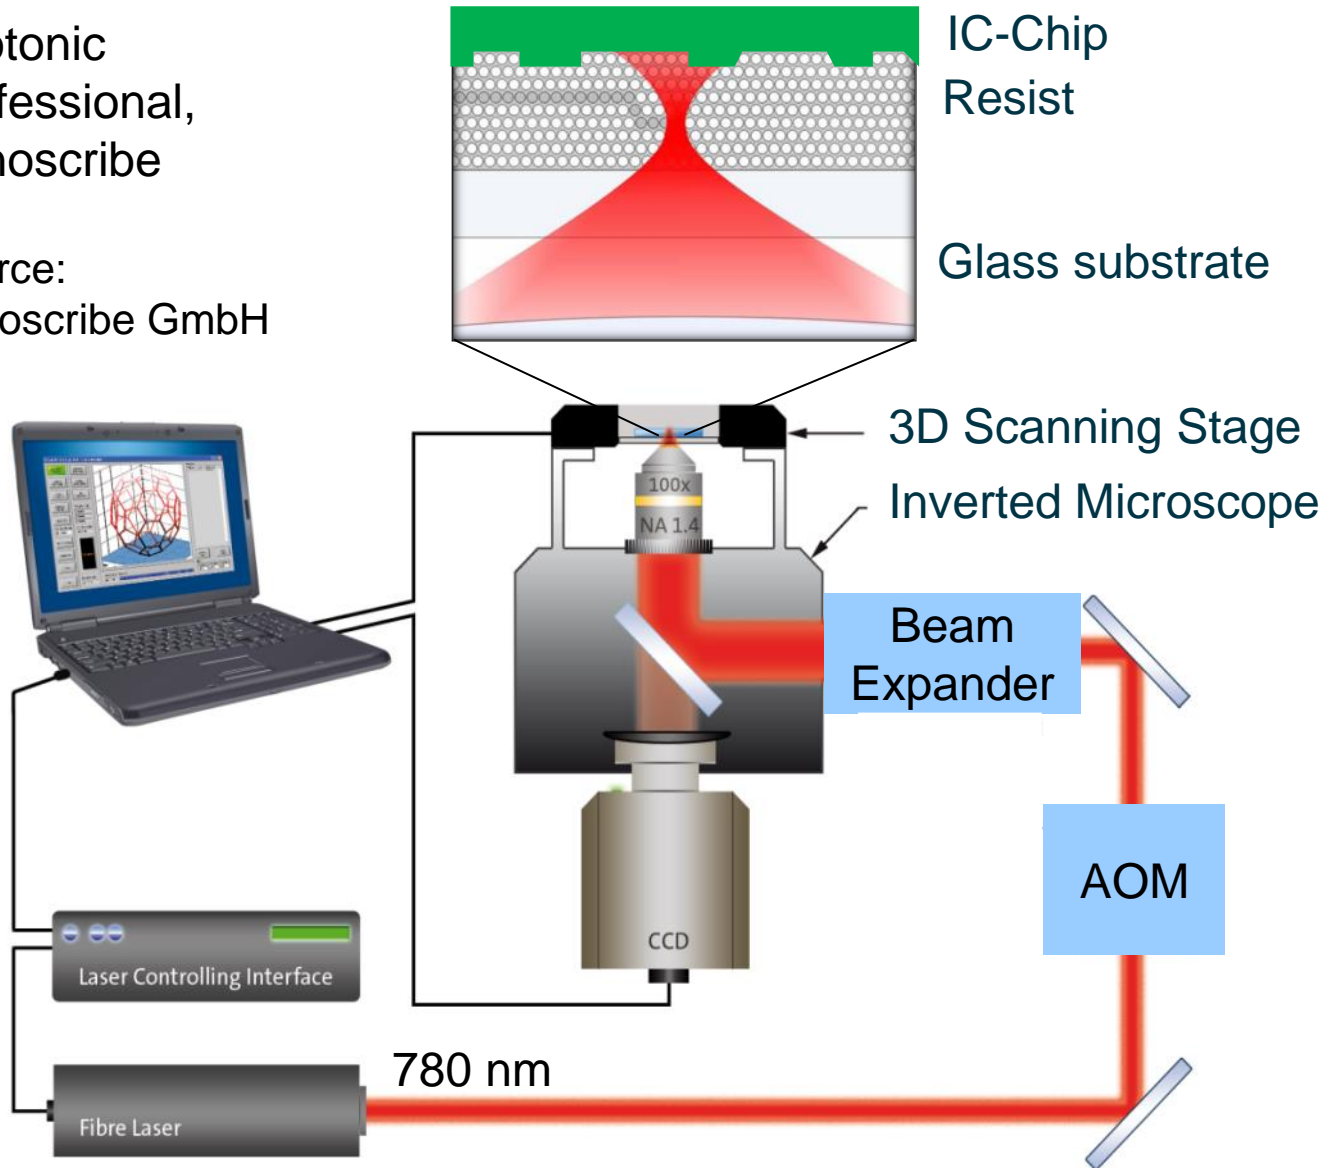 otonic
fessional,
noscribe
rce:
oscribe GmbH
IC-Chip
Resist
Glass substrate
3D Scanning Stage
Inverted Microscope
100x
NA 1.4
Beam
Expander
AOM
CCD
Laser Controlling Interface
780 nm
Fibre Laser